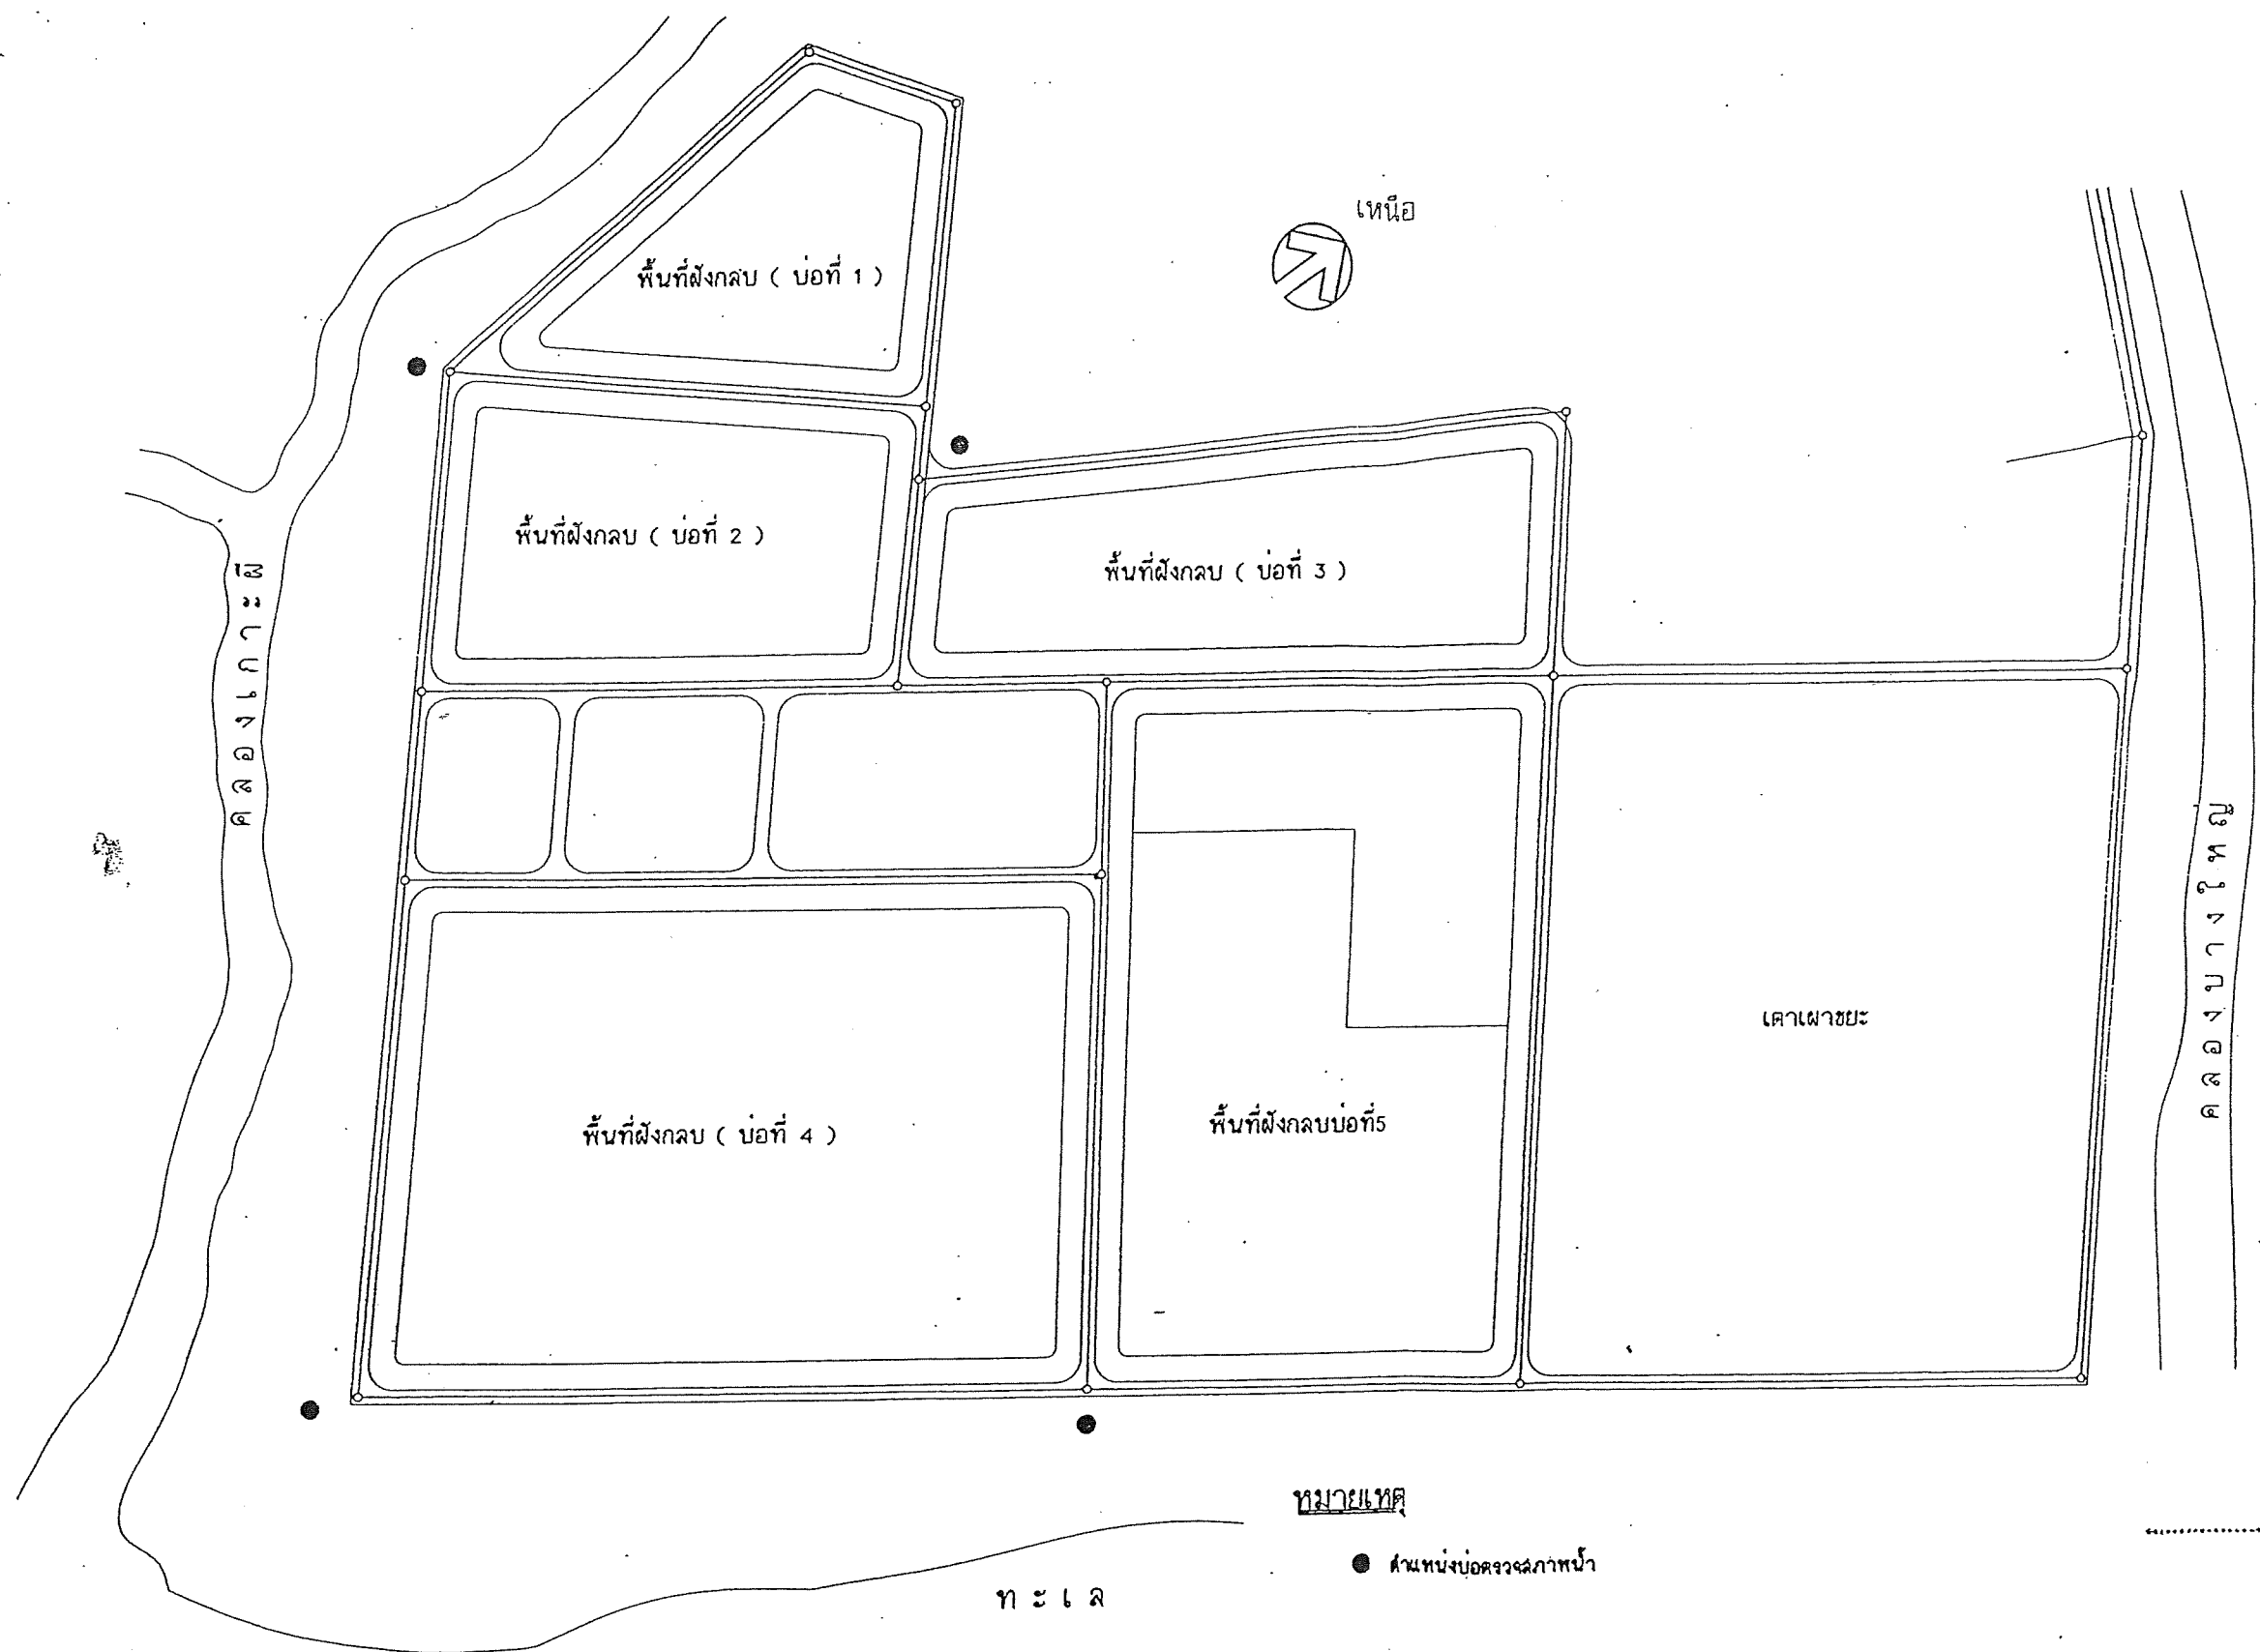 เหนือ
พื้นที่ฝังกลบ ( บ่อที่ 1 )
พื้นที่ฝังกลบ ( บ่อที่ 2 )
พื้นที่ฝังกลบ ( บ่อที่ 3 )
คลองเกาะผี
คลองบางใหญ่
เตาเผาขยะ
พื้นที่ฝังกลบ ( บ่อที่ 4 )
พื้นที่ฝังกลบบ่อที่5
หมายเหตุ
ตำแหน่งบ่อตรวจสภาพน้ำ
ทะเล